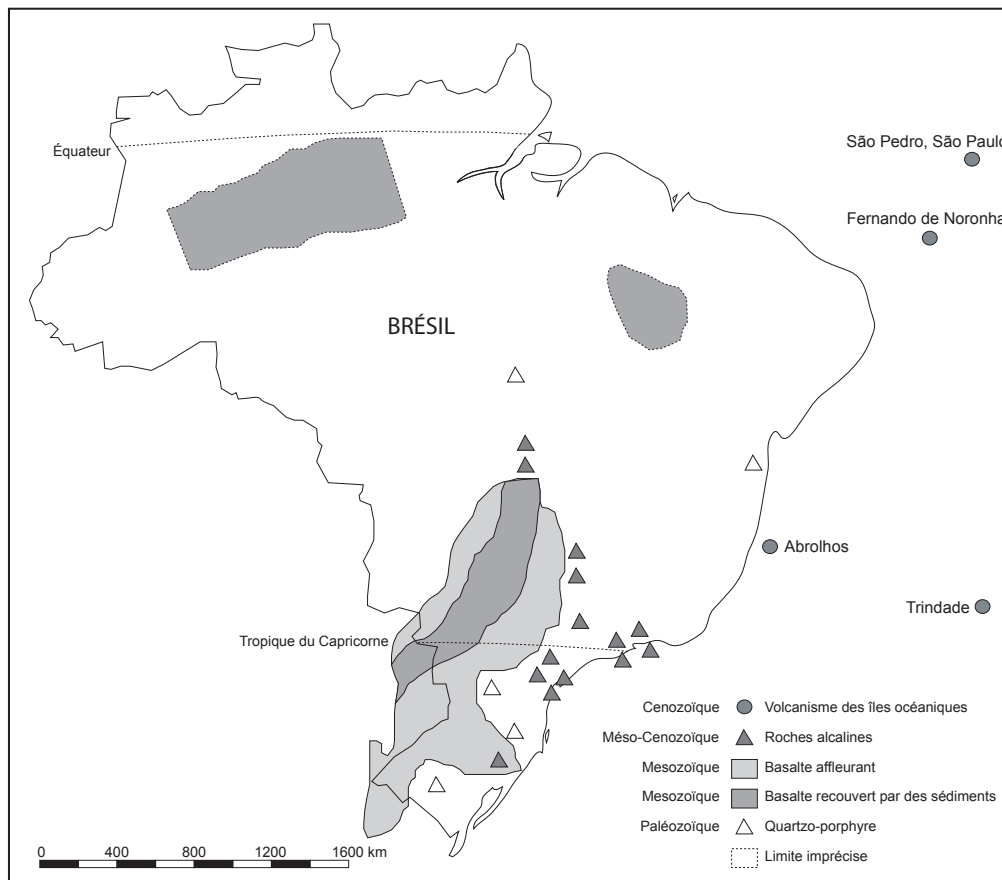 Équateur
São Pedro, São Paulo
Fernando de Noronha
BRÉSIL
Abrolhos
Trindade
Tropique du Capricorne
Cenozoïque Volcanisme des îles océaniques
Méso-Cenozoïque Roches alcalines
Mesozoïque Basalte affleurant
Mesozoïque Basalte recouvert par des sédiments
Paléozoïque Quartzo-porphyre
Limite imprécise
0 400 800 1200 1600 km